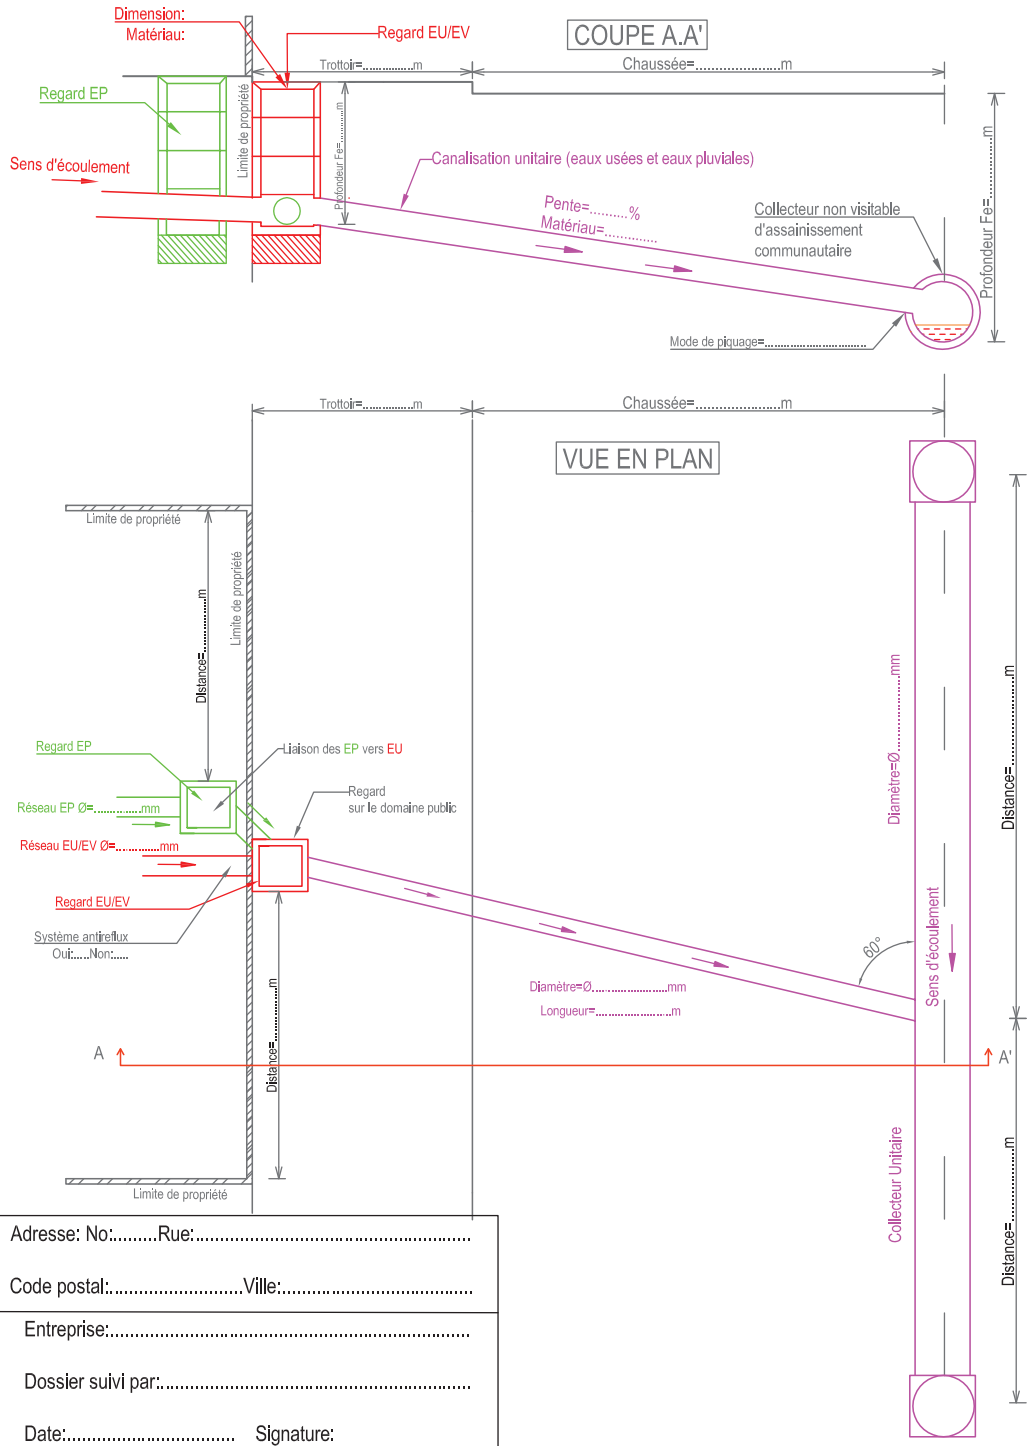 Dimension:
Matériau:
Regard EU/EV
COUPE A.A'
Trottoir=...............m
Chaussée=......................m
Regard EP
Limite de propriété
Profondeur Fe=..........m
Sens d'écoulement
Canalisation unitaire (eaux usées et eaux pluviales)
Pente=.........%
Matériau=.............
Collecteur non visitable
d'assainissement
communautaire
Profondeur Fe=..............m
Mode de piquage=..............................
Trottoir=...............m
Chaussée=......................m
VUE EN PLAN
Limite de propriété
Limite de propriété
Distance=...............m
Regard EP
Liaison des EP vers EU
Regard
sur le domaine public
Réseau EP Ø=..............mm
Réseau EU/EV Ø=............mm
Regard EU/EV
Système antireflux
Oui:.....Non:.....
Diamètre=Ø.....................mm
Distance=......................m
Sens d'écoulement
60°
Diamètre=Ø......................mm
Longueur=......................m
Distance=...............m
A
A'
Collecteur Unitaire
Distance=......................m
Limite de propriété
Adresse: No:.........Rue:........................................................
Code postal:...........................Ville:.......................................
Entreprise:.........................................................................
Dossier suivi par:...............................................................
Date:................................... Signature: